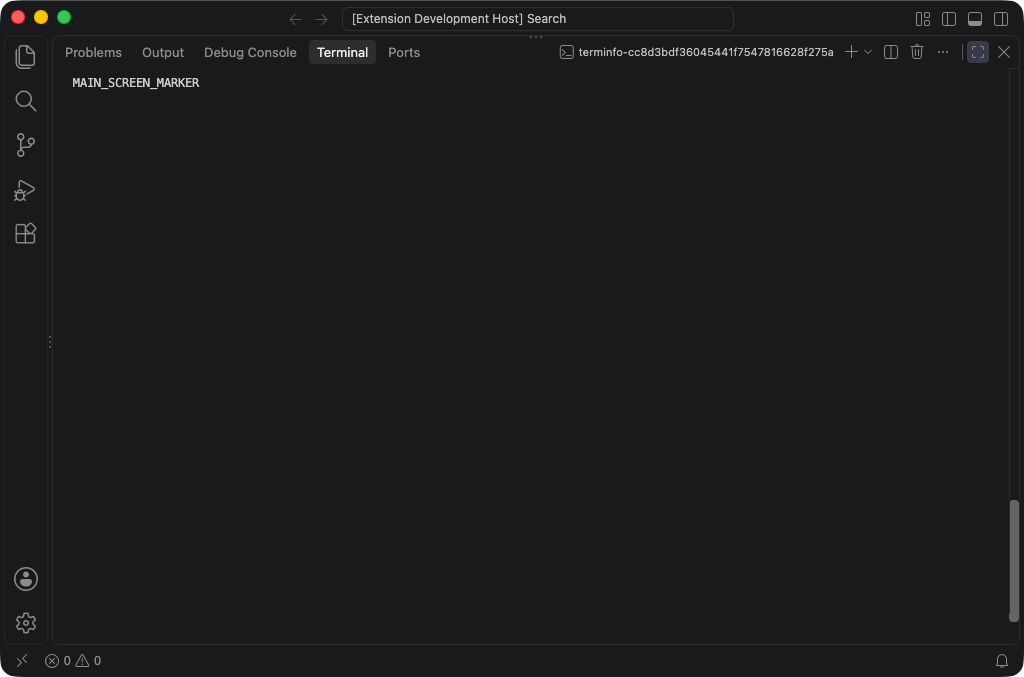 [Extension Development Host] Search
Problems Output Debug Console Terminal Ports terminfo-cc8d3bdf36045441f7547816628f275a
MAIN_SCREEN_MARKER
0 0